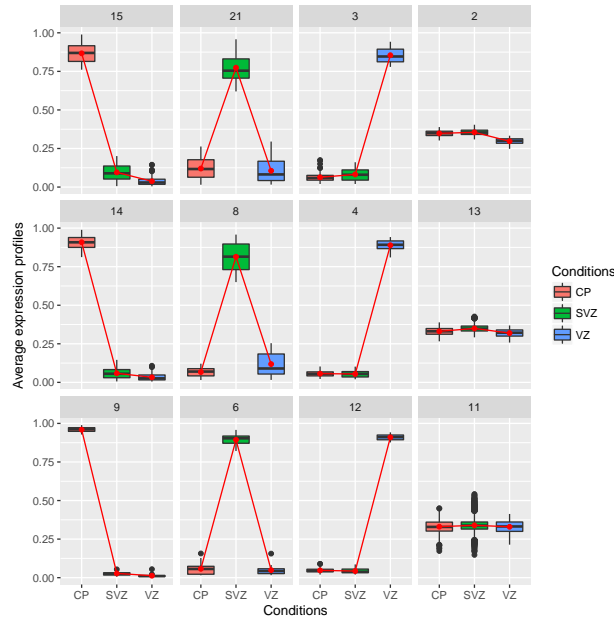 15 21 3 2
1.00
0.75
0.50
0.25
0.00
14 8 4 13
1.00
0.75
0.50
0.25
0.00
9 6 12 11
1.00
0.75
0.50
0.25
0.00
CP SVZ VZ CP SVZ VZ CP SVZ VZ CP SVZ VZ
Conditions
Average expression profiles
Conditions
CP
SVZ
VZ